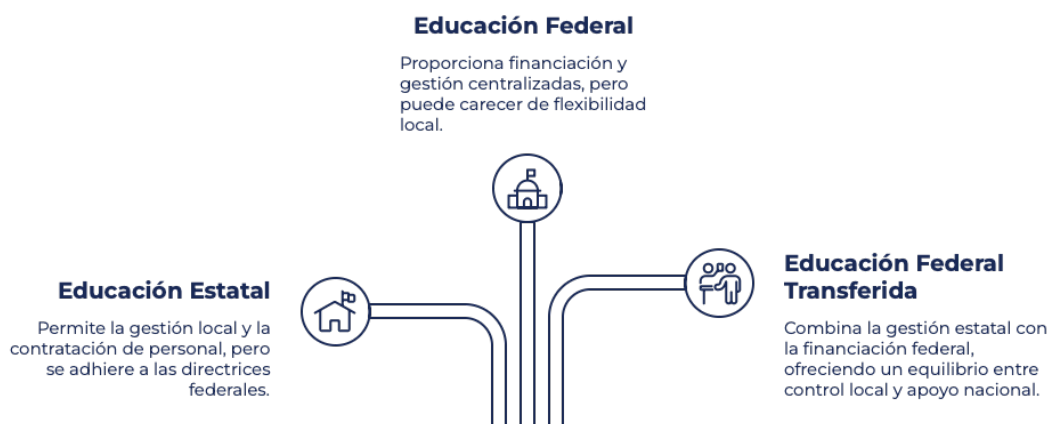 Educación Federal
Proporciona financiación y
gestión centralizadas, pero
puede carecer de flexibilidad
local.
Educación Estatal
Permite la gestión local y la
contratación de personal, pero
se adhiere a las directrices
federales.
Educación Federal
Transferida
Combina la gestión estatal con
la financiación federal,
ofreciendo un equilibrio entre
control local y apoyo nacional.